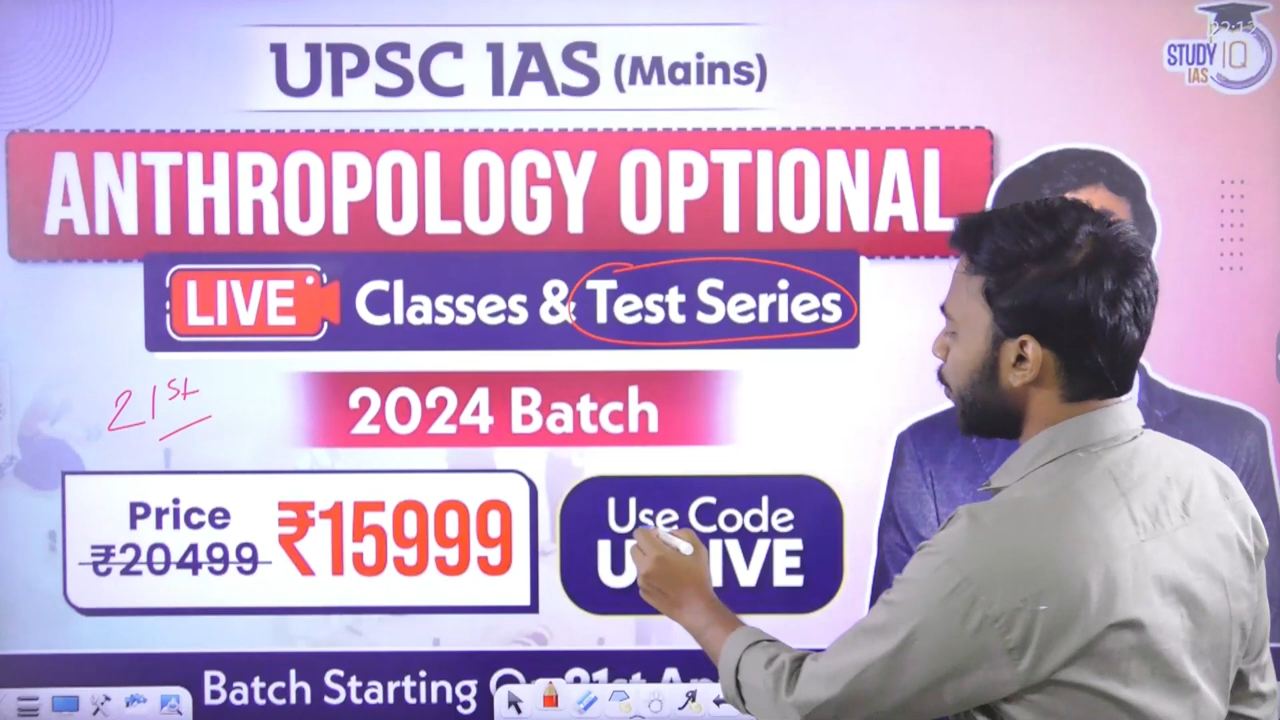 UPSC IAS (Mains)
STUDY IQ
IAS
ANTHROPOLOGY OPTIONAL
LIVE Classes & Test Series
21st
2024 Batch
Price
₹20499 ₹15999
Use Code
Batch Starting
21st